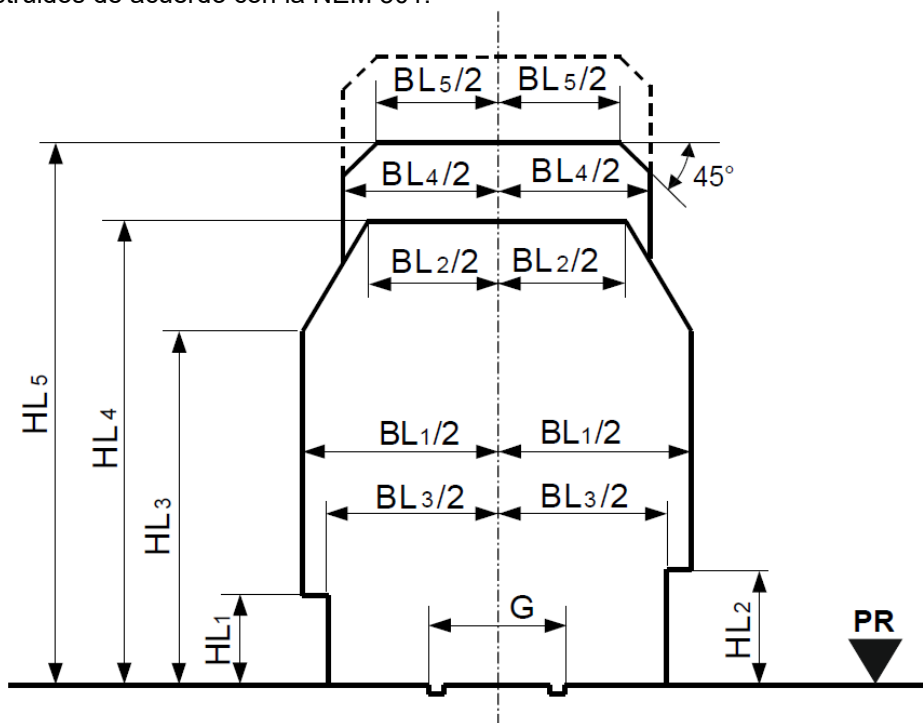 struidos de acuerdo con la NEM 301.
BL5/2 BL5/2
BL4/2 BL4/2
45°
BL2/2 BL2/2
HL5
HL4
HL3
BL1/2 BL1/2
BL3/2 BL3/2
HL1
G
HL2
PR